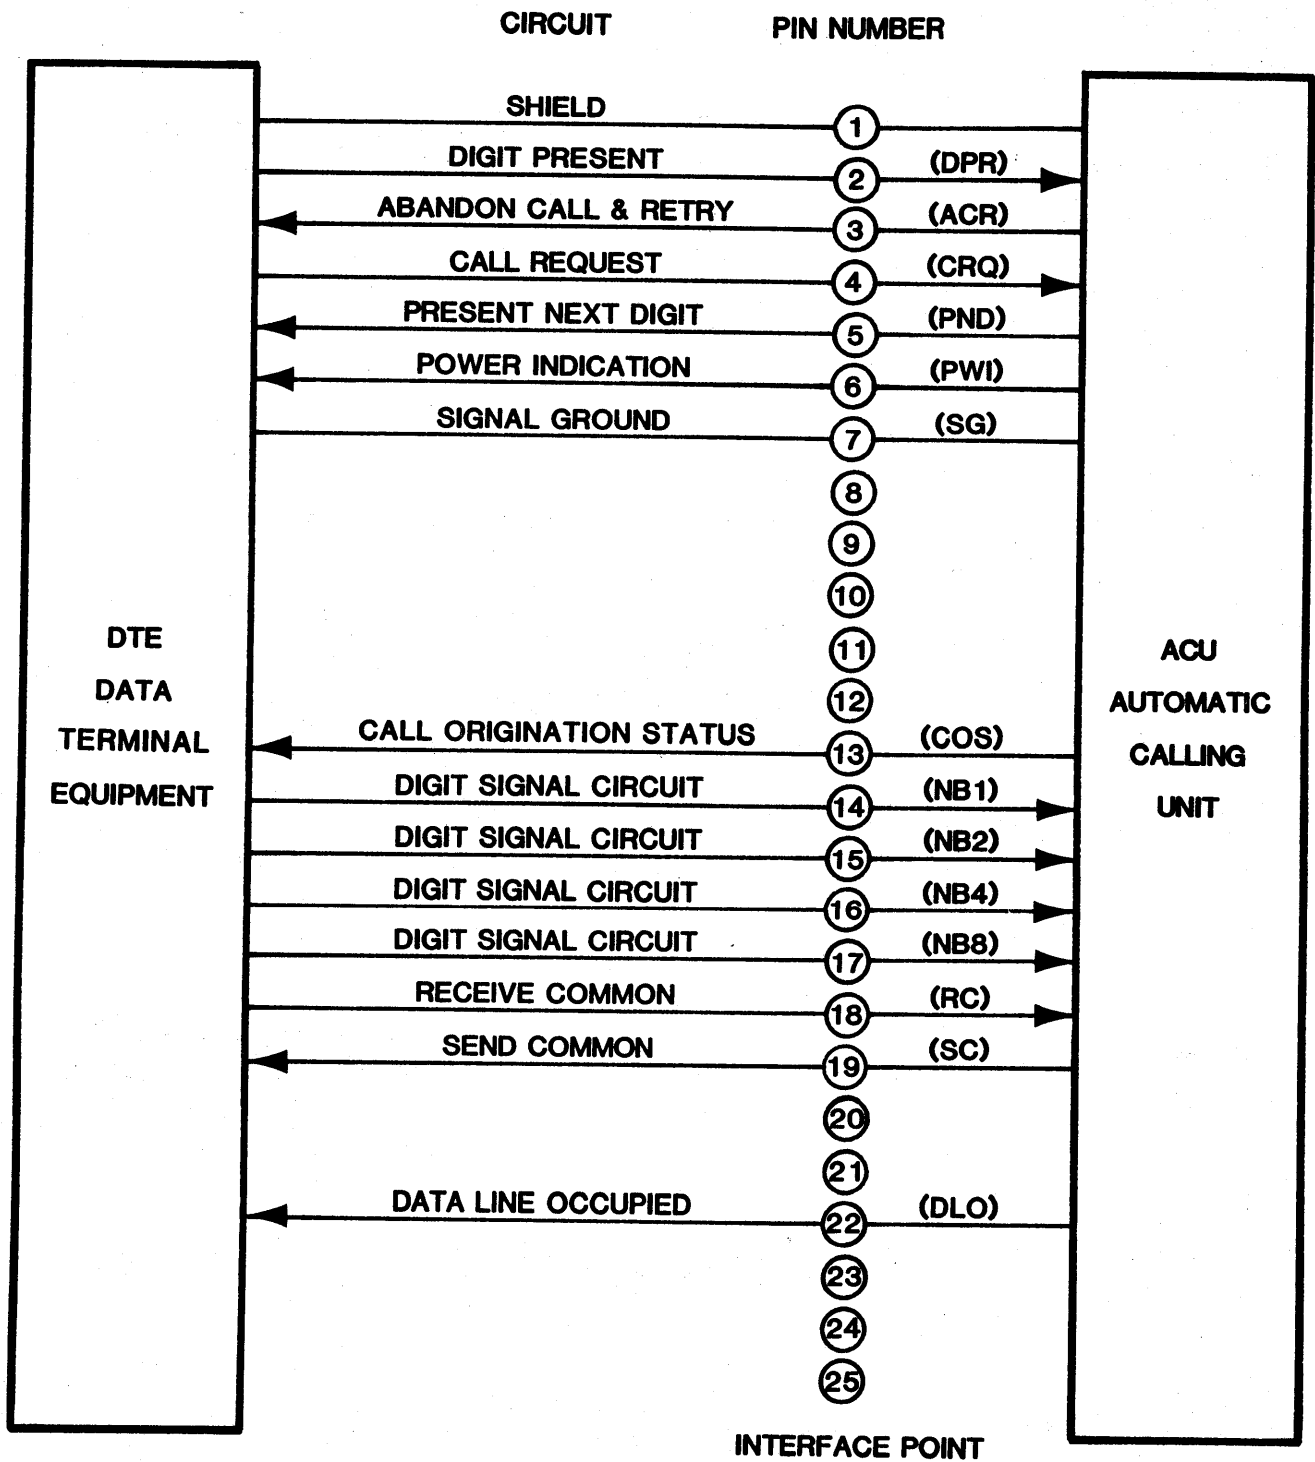 CIRCUIT PIN NUMBER
SHIELD 1
DIGIT PRESENT 2 (DPR)
ABANDON CALL & RETRY 3 (ACR)
CALL REQUEST 4 (CRQ)
PRESENT NEXT DIGIT 5 (PND)
POWER INDICATION 6 (PWI)
SIGNAL GROUND 7 (SG)
8
9
10
11
12
DTE
DATA
TERMINAL
EQUIPMENT
CALL ORIGINATION STATUS 13 (COS)
DIGIT SIGNAL CIRCUIT 14 (NB1)
DIGIT SIGNAL CIRCUIT 15 (NB2)
DIGIT SIGNAL CIRCUIT 16 (NB4)
DIGIT SIGNAL CIRCUIT 17 (NB8)
RECEIVE COMMON 18 (RC)
SEND COMMON 19 (SC)
20
21
DATA LINE OCCUPIED 22 (DLO)
23
24
25
ACU
AUTOMATIC
CALLING
UNIT
INTERFACE POINT